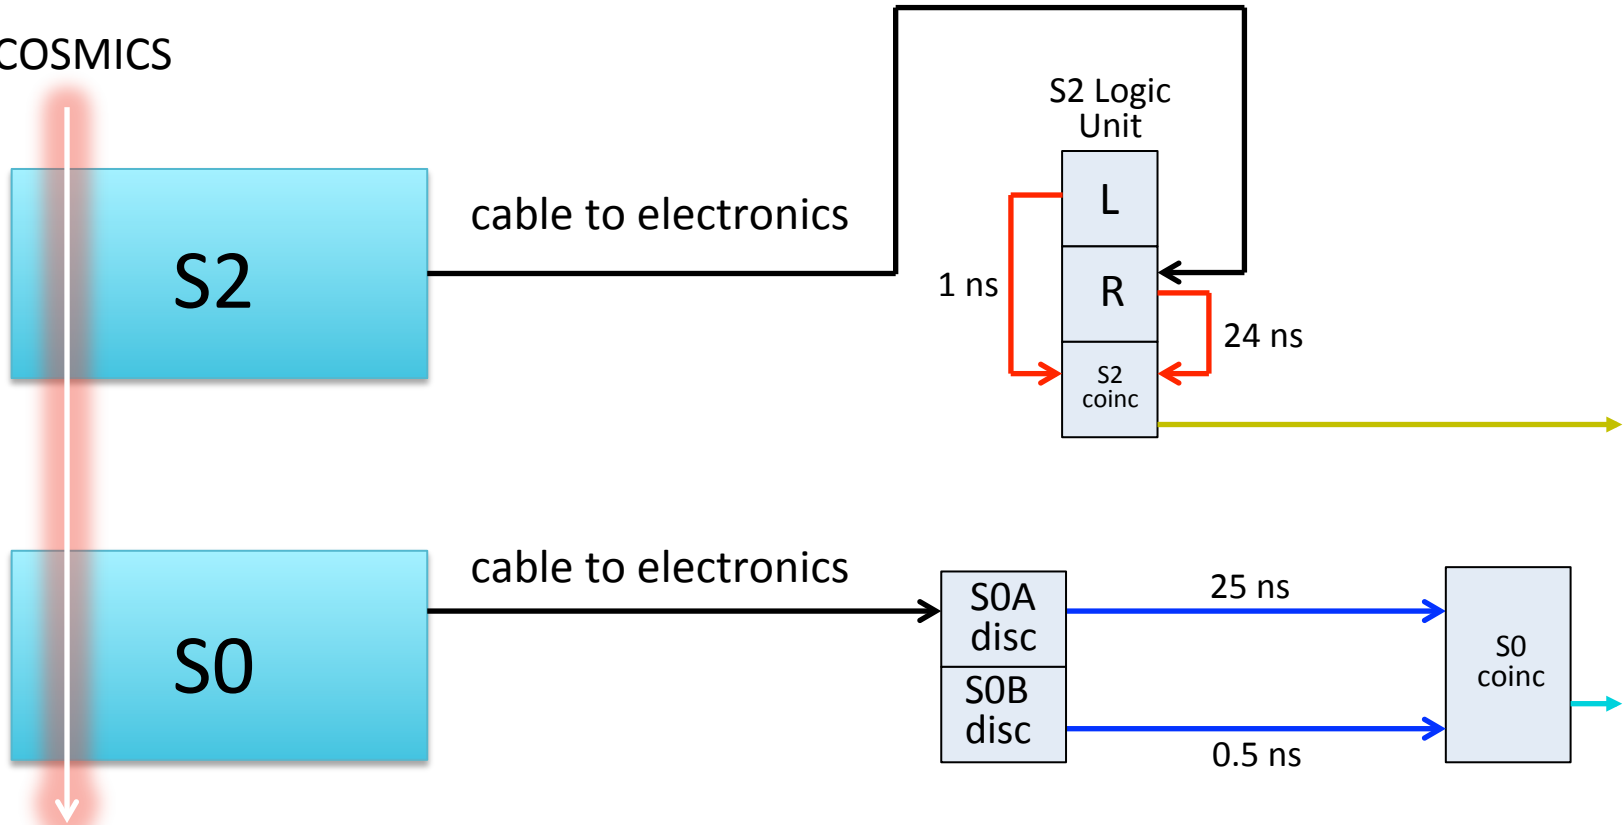 COSMICS
S2 Logic
Unit
L
cable to electronics
S2
1 ns
R
24 ns
S2
coinc
cable to electronics
S0A
disc
25 ns
S0
S0
coinc
S0B
disc
0.5 ns